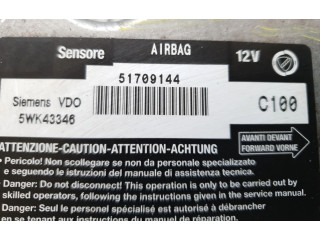 Sensore AIRBAG 12V
51709144
Siemens VDO
5WK43346
C100
ATTENZIONE-CAUTION-ATTENTION-ACHTUNG
AVANTI DEVANT
FORWARD VORNE
• Pericolo! Non scollegare se non da personale specializzato
e seguendo le istruzioni del manuale di assistenza tecnica.
• Danger: Do not disconnect! This operation is only to be carried out by
skilled operators, following the instructions given in the service manual.
Danger! Seul le personnel spécialisé est autorisé à débrancher
en se tenant aux instructions du manuel de réparation.